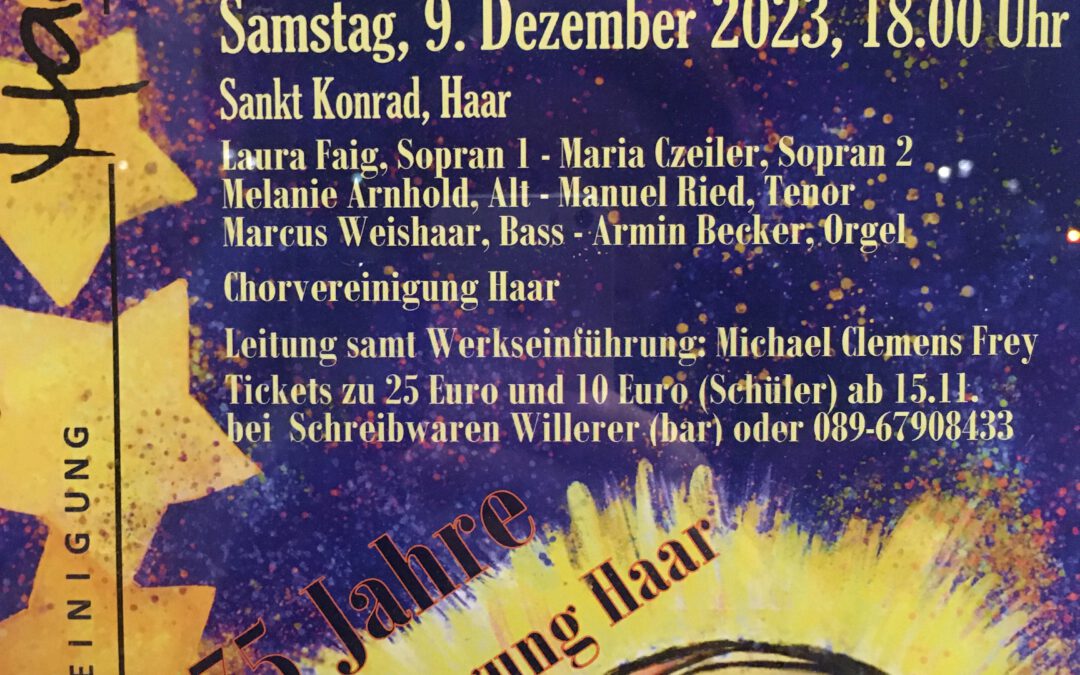 Samstag, 9. Dezember 2023, 18.00 Uhr
Sankt Konrad, Haar
Laura Faig, Sopran 1 - Maria Czeiler, Sopran 2
Melanie Arnhold, Alt - Manuel Ried, Tenor
Marcus Weishaar, Bass - Armin Becker, Orgel
Chorvereinigung Haar
Leitung samt Werkseinführung: Michael Clemens Frey
Tickets zu 25 Euro und 10 Euro (Schüler) ab 15.11.
bei Schreibwaren Willerer (bar) oder 089-67908433
75 Jahre
Haar
EINIGUNG